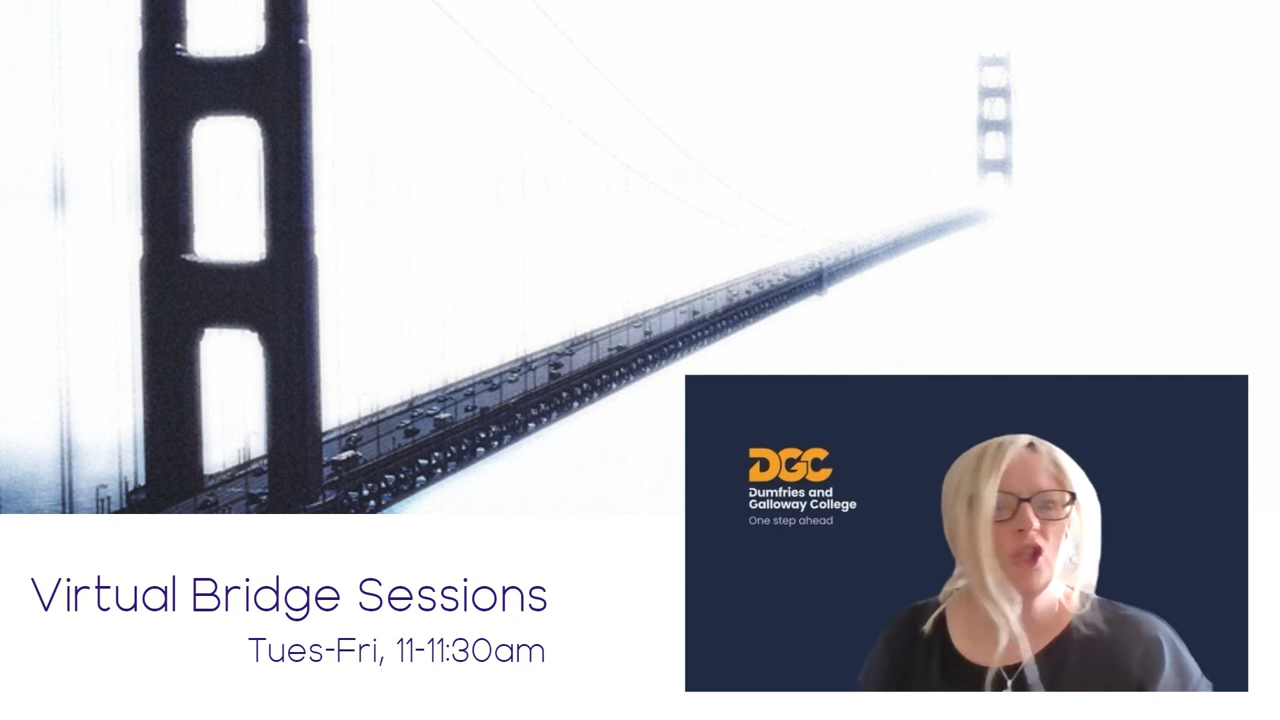 DGC
Dumfries and
Galloway College
One step ahead
Virtual Bridge Sessions
Tues-Fri, 11-11:30am